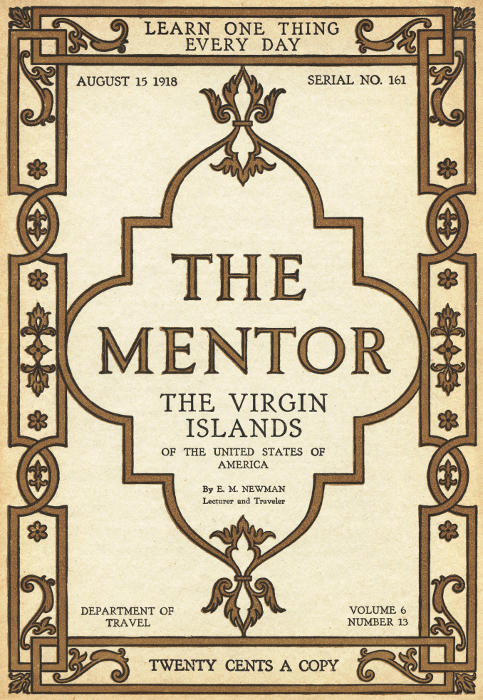 LEARN ONE THING
EVERY DAY
AUGUST 15 1918
SERIAL NO. 161
THE
MENTOR
THE VIRGIN
ISLANDS
OF THE UNITED STATES OF
AMERICA
By E. M. NEWMAN
Lecturer and Traveler
DEPARTMENT OF
TRAVEL
VOLUME 6
NUMBER 13
TWENTY CENTS A COPY